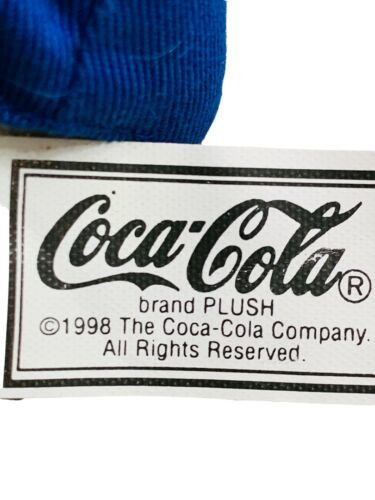 Coca-Cola®
brand PLUSH
©1998 The Coca-Cola Company.
All Rights Reserved.